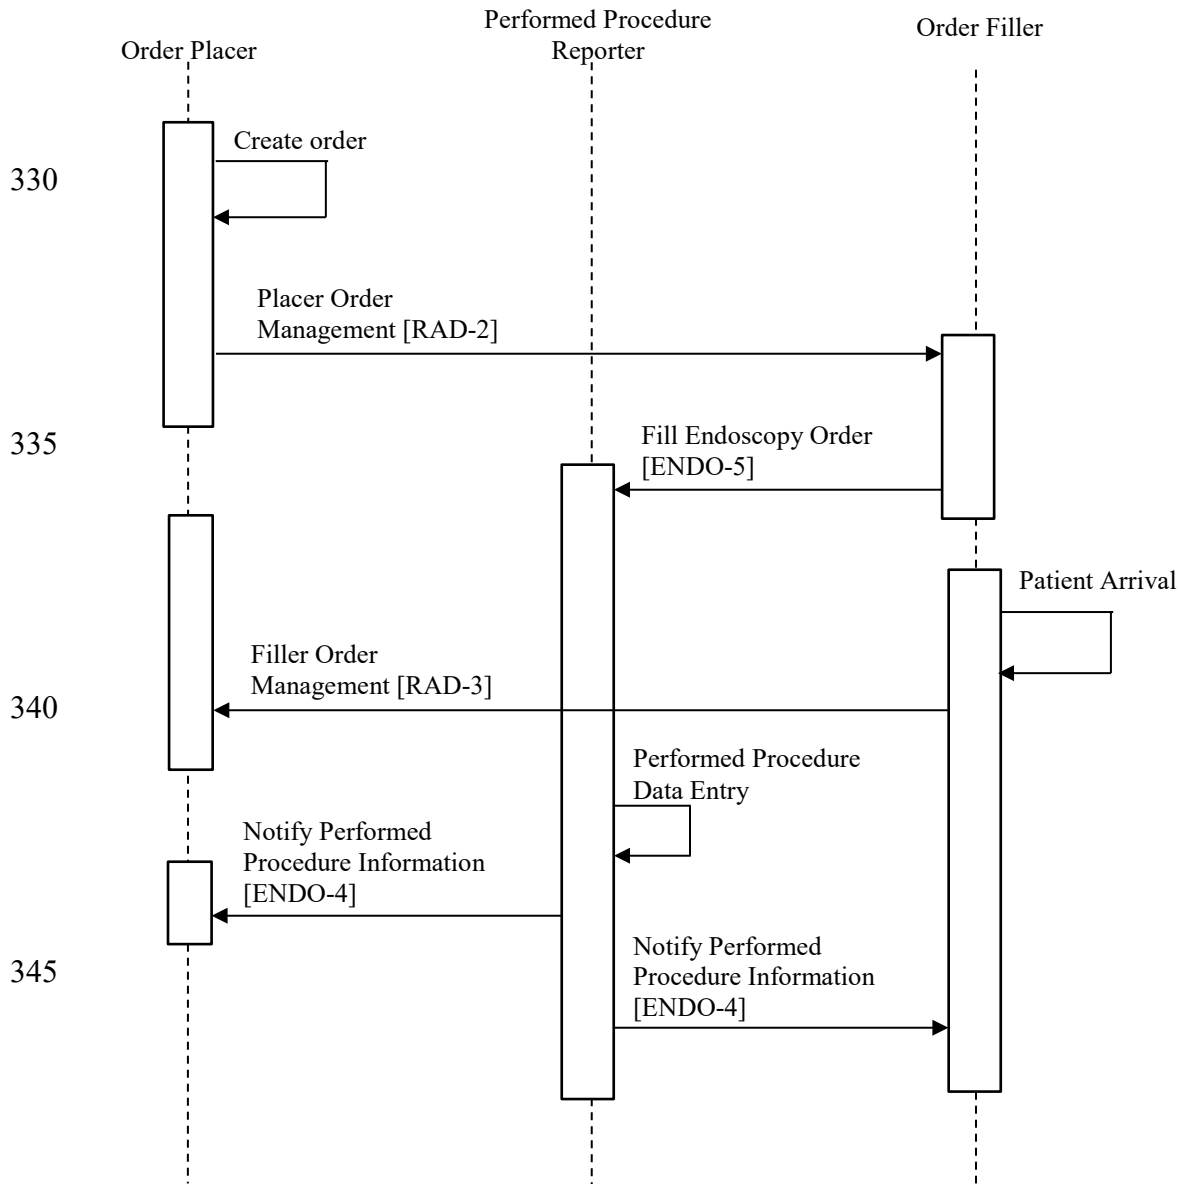 Performed Procedure
Reporter
Order Placer
Order Filler
Create order
330
Placer Order
Management [RAD-2]
335
Fill Endoscopy Order
[ENDO-5]
Patient Arrival
Filler Order
Management [RAD-3]
340
Performed Procedure
Data Entry
Notify Performed
Procedure Information
[ENDO-4]
345
Notify Performed
Procedure Information
[ENDO-4]